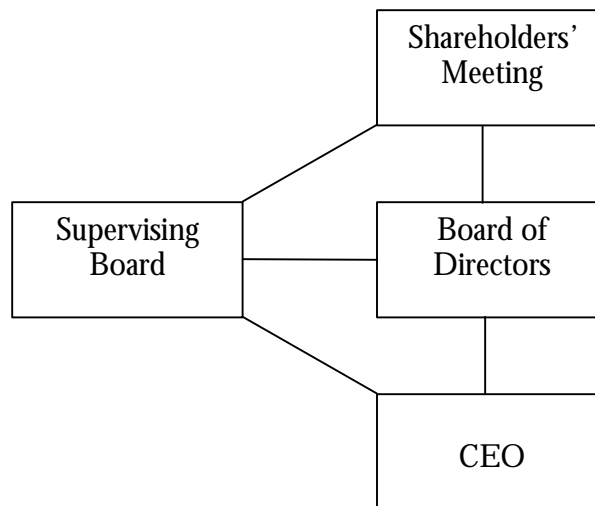 Shareholders’
Meeting
Supervising
Board
Board of
Directors
CEO